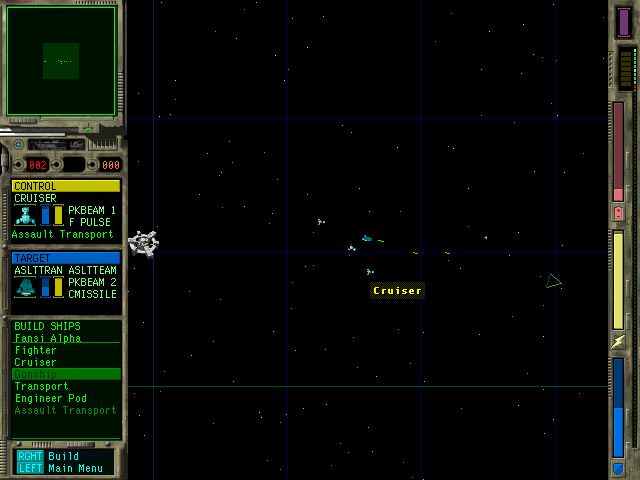 002 000
CONTROL
CRUISER
PKBEAM 1
F PULSE
Assault Transport
TARGET
ASLTTRAN ASLTTEAM
PKBEAM 2
CMISSILE
Cruiser
BUILD SHIPS
Fansi Alpha
Fighter
Cruiser
Gunship
Transport
Engineer Pod
Assault Transport
RGHT Build
LEFT Main Menu